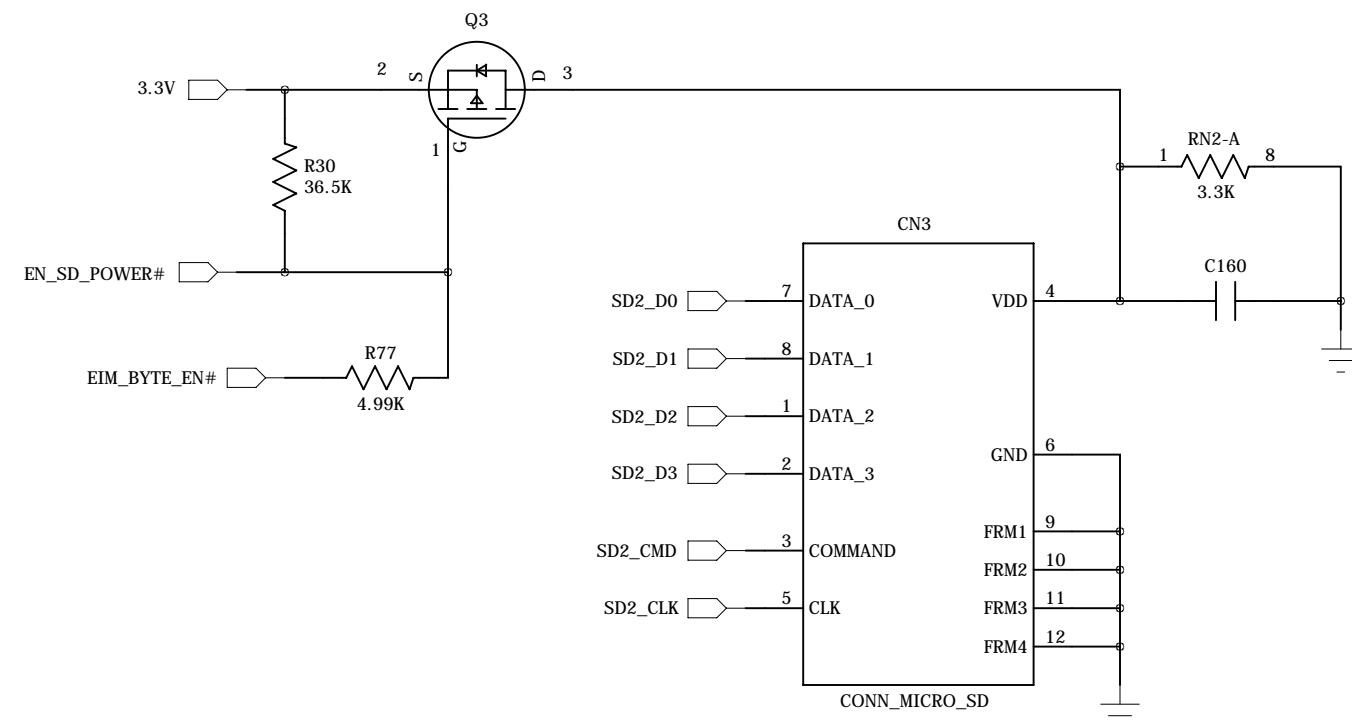 Q3
3.3V
2
S
D
3
1
G
R30
36.5K
EN_SD_POWER#
R77
EIM_BYTE_EN#
4.99K
RN2-A
1
8
3.3K
C160
CN3
SD2_D0
7
DATA_0
VDD
4
SD2_D1
8
DATA_1
SD2_D2
1
DATA_2
GND
6
SD2_D3
2
DATA_3
FRM1
9
SD2_CMD
3
COMMAND
FRM2
10
SD2_CLK
5
CLK
FRM3
11
FRM4
12
CONN_MICRO_SD